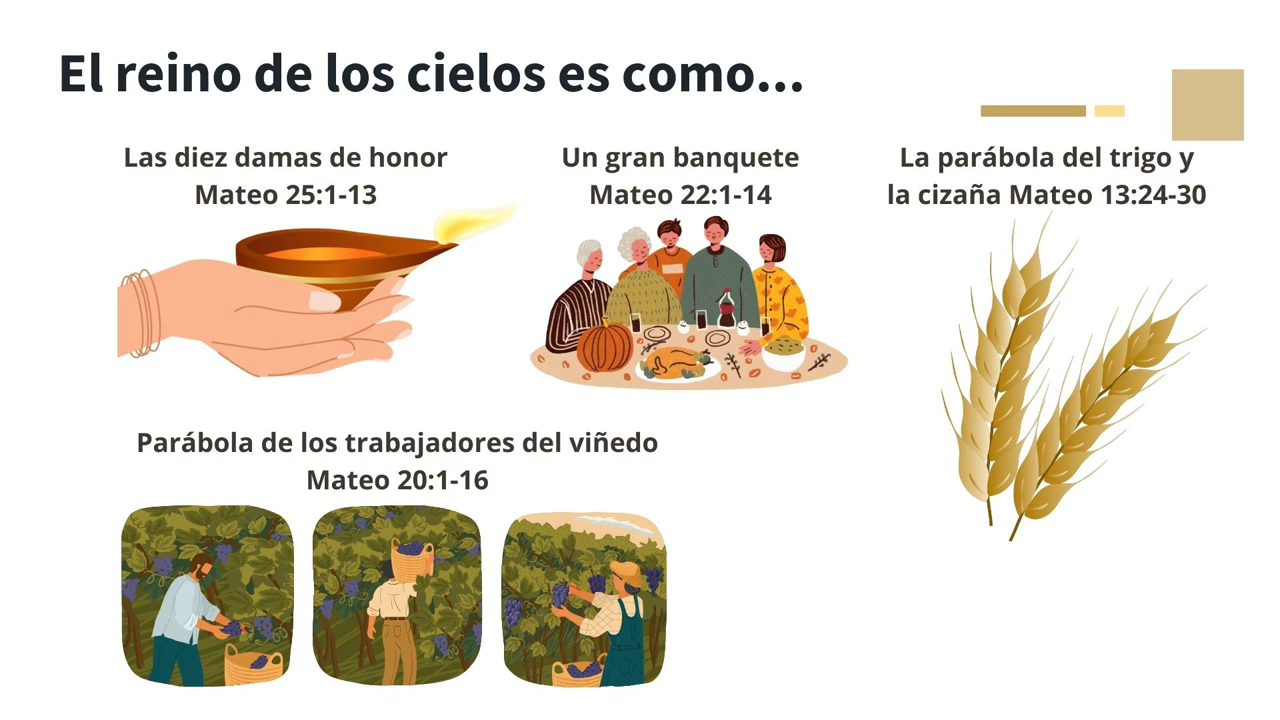 El reino de los cielos es como...
Las diez damas de honor
Mateo 25:1-13
Un gran banquete
Mateo 22:1-14
La parábola del trigo y
la cizaña Mateo 13:24-30
Parábola de los trabajadores del viñedo
Mateo 20:1-16